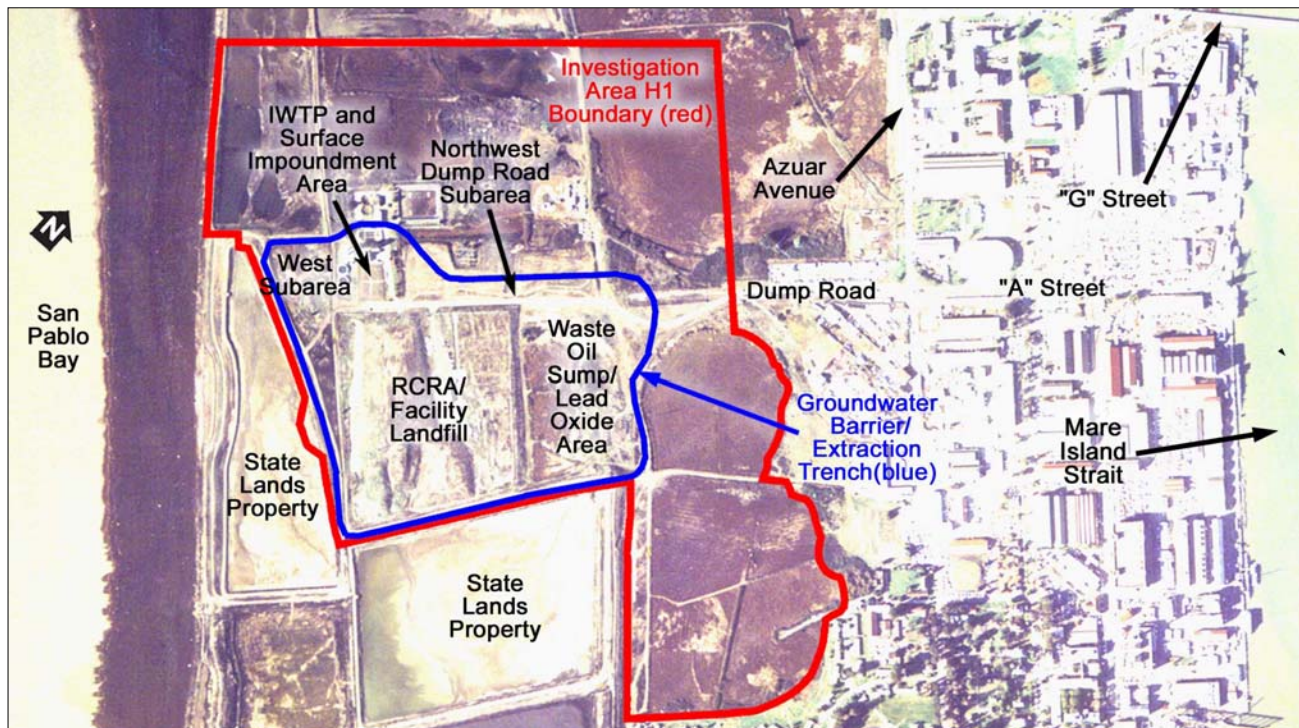 Investigation
Area H1
Boundary (red)
IWTP and
Surface
Impoundment
Area
Northwest
Dump Road
Subarea
Azuar
Avenue
"G" Street
N
San
Pablo
Bay
West
Subarea
Dump Road
"A" Street
Waste
Oil
Sump/
Lead
Oxide
Area
RCRA/
Facility
Landfill
Groundwater
Barrier/
Extraction
Trench(blue)
Mare
Island
Strait
State
Lands
Property
State
Lands
Property